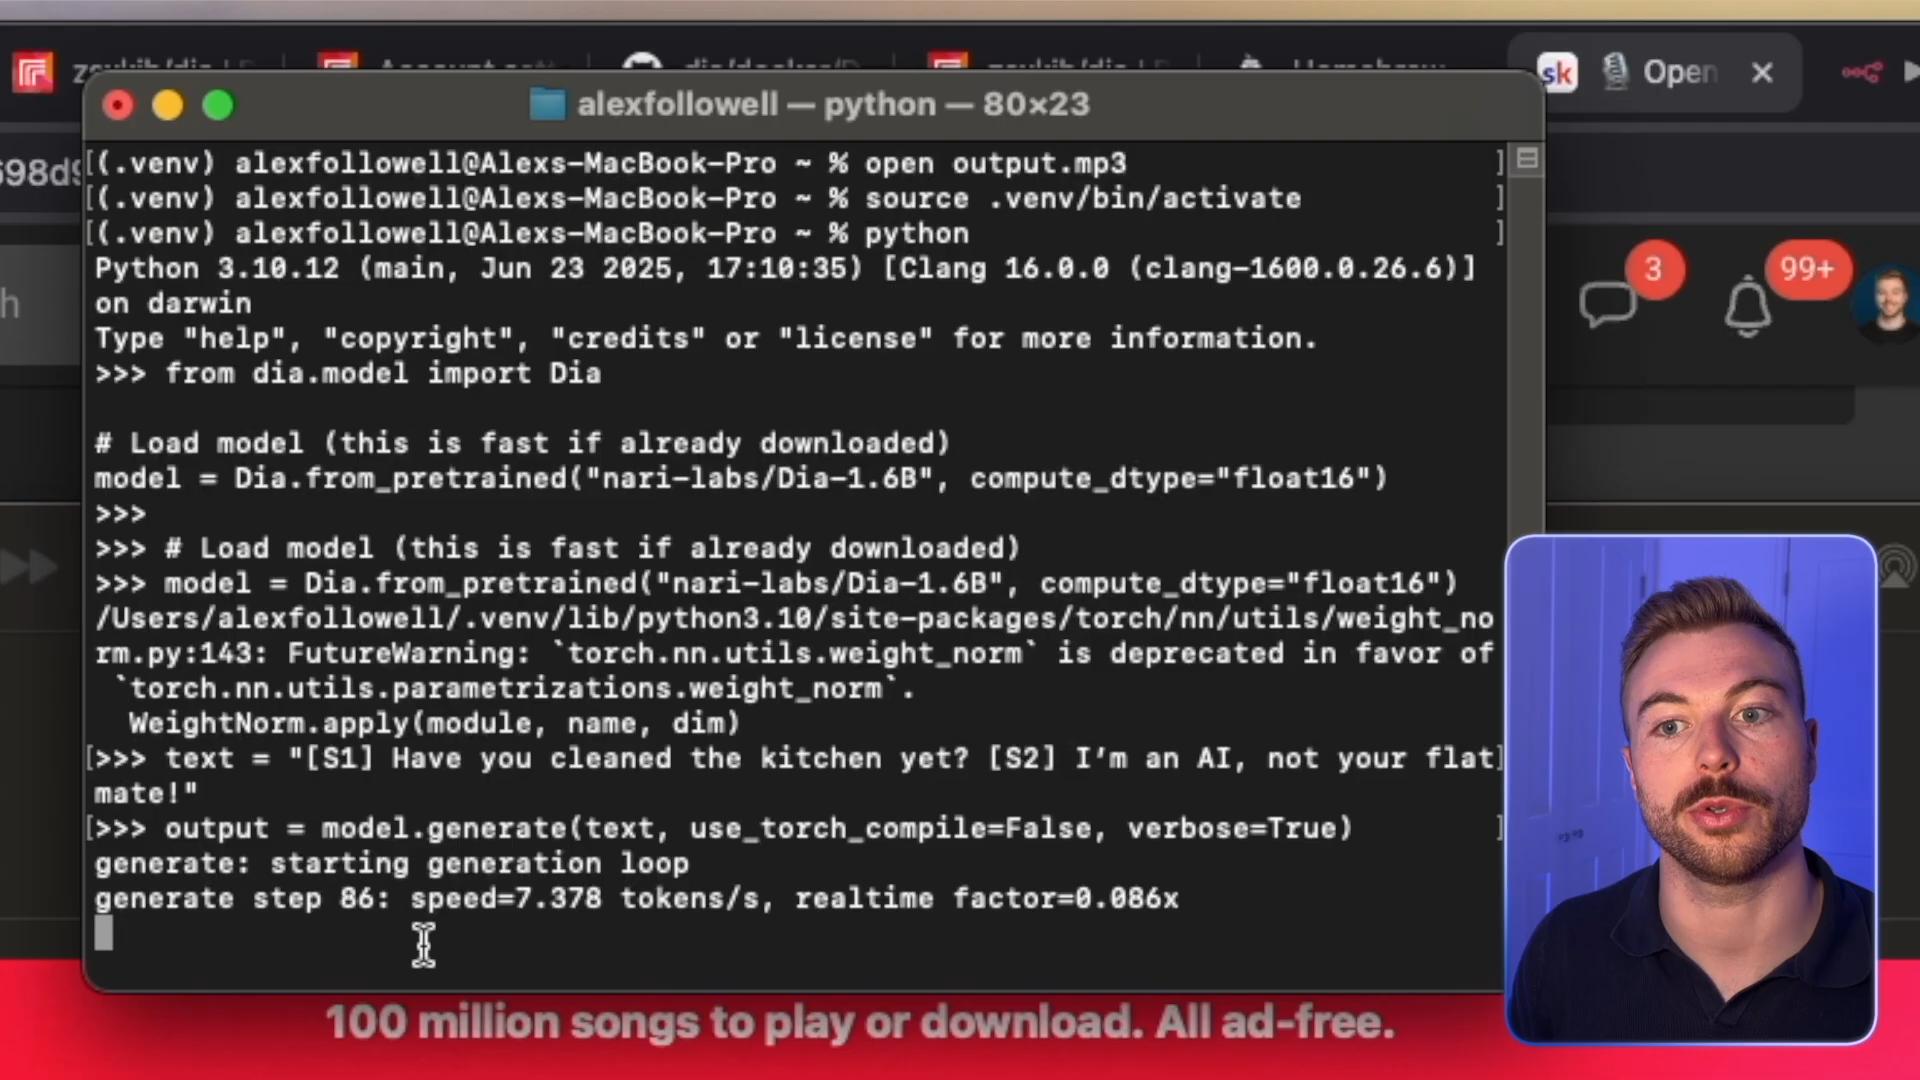 sk
Open
alexfollowell — python — 80×23
698d9
[(.venv) alexfollowell@Alexs-MacBook-Pro ~ % open output.mp3 ]
[(.venv) alexfollowell@Alexs-MacBook-Pro ~ % source .venv/bin/activate ]
[(.venv) alexfollowell@Alexs-MacBook-Pro ~ % python ]
Python 3.10.12 (main, Jun 23 2025, 17:10:35) [Clang 16.0.0 (clang-1600.0.26.6)]
on darwin
Type "help", "copyright", "credits" or "license" for more information.
>>> from dia.model import Dia
# Load model (this is fast if already downloaded)
model = Dia.from_pretrained("nari-labs/Dia-1.6B", compute_dtype="float16")
>>>
>>> # Load model (this is fast if already downloaded)
>>> model = Dia.from_pretrained("nari-labs/Dia-1.6B", compute_dtype="float16")
/Users/alexfollowell/.venv/lib/python3.10/site-packages/torch/nn/utils/weight_no
rm.py:143: FutureWarning: `torch.nn.utils.weight_norm` is deprecated in favor of
`torch.nn.utils.parametrizations.weight_norm`.
WeightNorm.apply(module, name, dim)
[>>> text = "[S1] Have you cleaned the kitchen yet? [S2] I’m an AI, not your flat]
mate!"
[>>> output = model.generate(text, use_torch_compile=False, verbose=True) ]
generate: starting generation loop
generate step 86: speed=7.378 tokens/s, realtime factor=0.086x
3
99+
h
100 million songs to play or download. All ad-free.